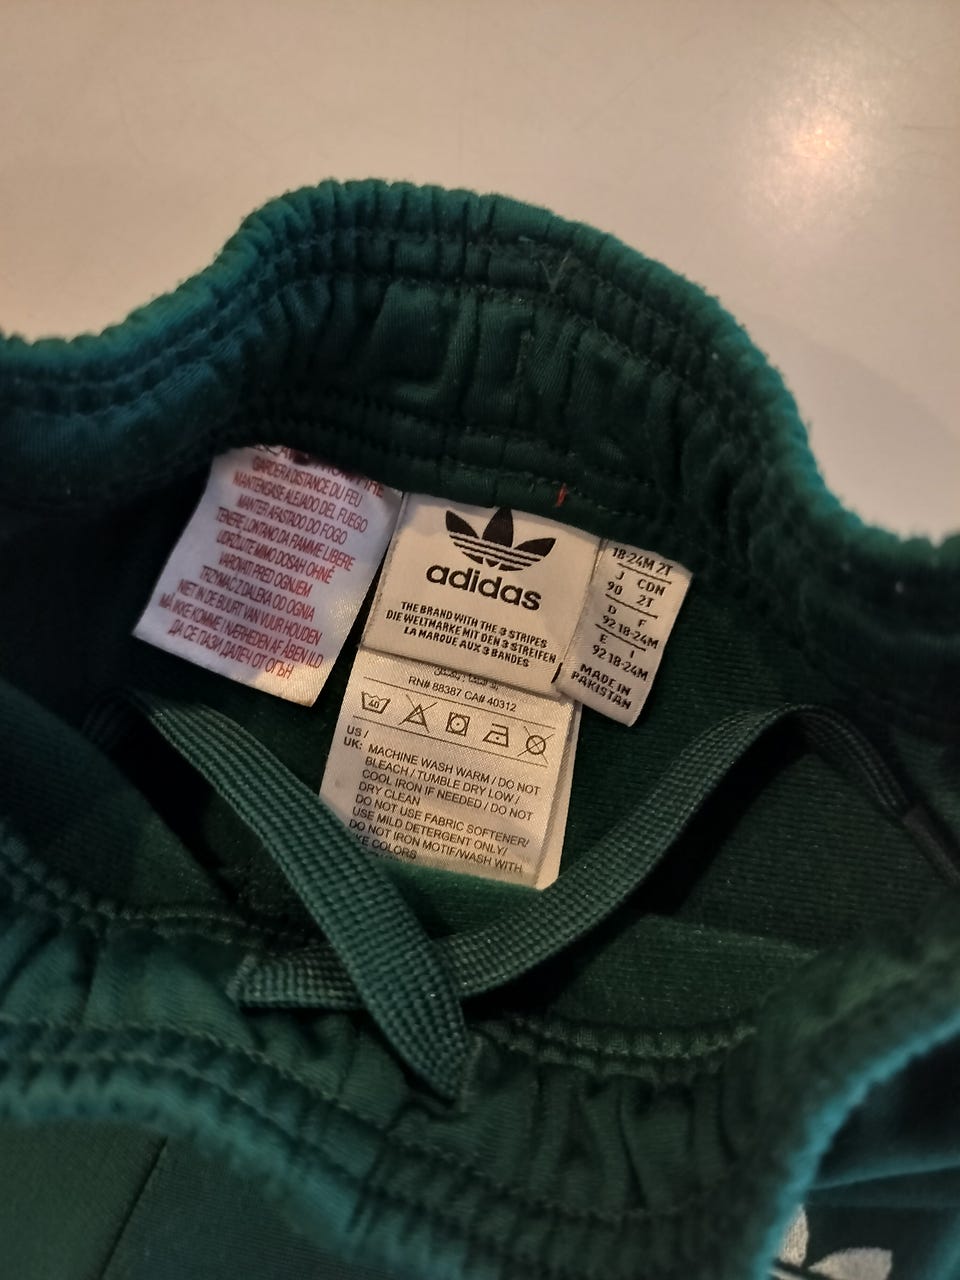 GARDER À DISTANCE DU FEU
MANTENGASE ALEJADO DEL FUEGO
MANTER AFASTADO DO FOGO
TENERE LONTANO DA FIAMME LIBERE
UDRŽUJTE MIMO DOSAH OHNĚ
VAROVAT PRED OGNJEM
TRZYMAĆ Z DALEKA OD OGNIA
NIET IN DE BUURT VAN VUUR HOUDEN
MÅ IKKE KOMME I NÆRHEDEN AF ÅBEN ILD
ДА СЕ ПАЗИ ДАЛЕЧ ОТ ОГЪН
adidas
THE BRAND WITH THE 3 STRIPES
DIE WELTMARKE MIT DEN 3 STREIFEN
LA MARQUE AUX 3 BANDES
18-24M 2T
J CDN
90 2T
D F
92 18-24M
E I
92 18-24M
MADE IN
PAKISTAN
RN# 88387 CA# 40312
40
US /
UK: MACHINE WASH WARM / DO NOT
BLEACH / TUMBLE DRY LOW /
COOL IRON IF NEEDED / DO NOT
DRY CLEAN
DO NOT USE FABRIC SOFTENER/
USE MILD DETERGENT ONLY/
DO NOT IRON MOTIF/WASH WITH
KE COLORS